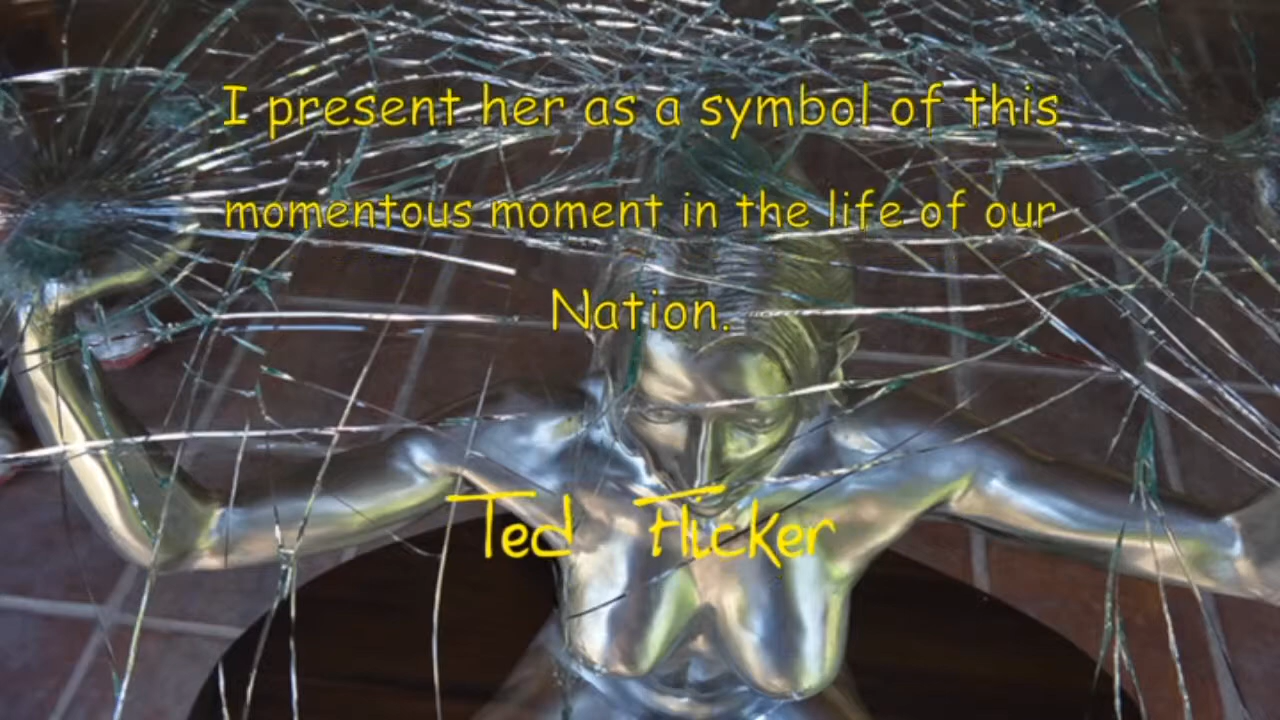 I present her as a symbol of this
momentous moment in the life of our
Nation.
Ted Flicker